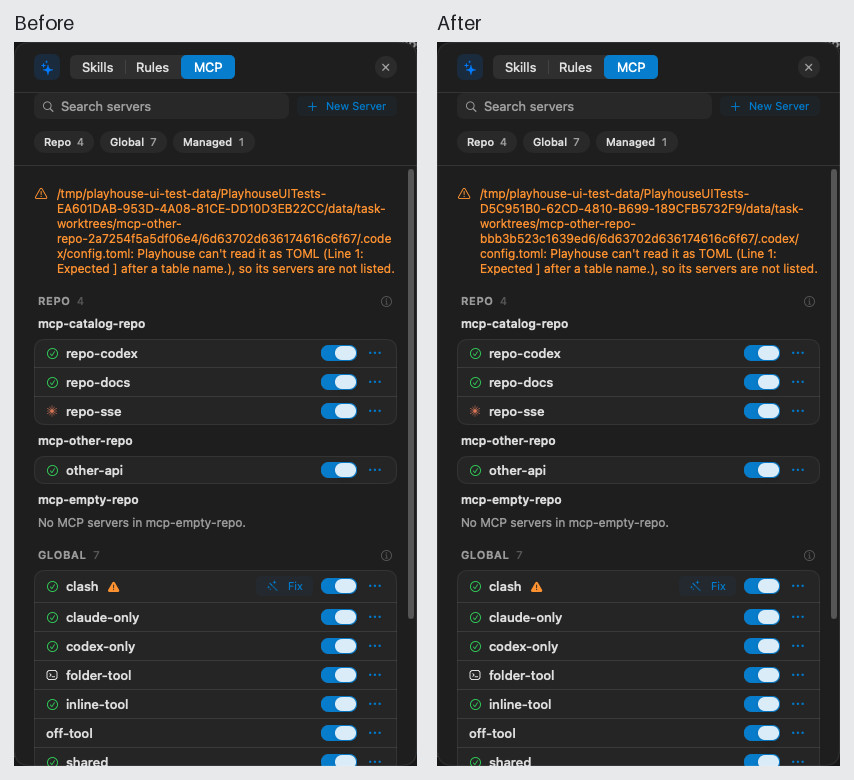 Before
Skills Rules MCP
Search servers
+ New Server
Repo 4 Global 7 Managed 1
/tmp/playhouse-ui-test-data/PlayhouseUITests-
EA601DAB-953D-4A08-81CE-DD10D3EB22CC/data/task-
worktrees/mcp-other-
repo-2a7254f5a5df06e4/6d63702d636174616c6f67/.code
x/config.toml: Playhouse can't read it as TOML (Line 1:
Expected ] after a table name.), so its servers are not listed.
REPO 4
mcp-catalog-repo
repo-codex
repo-docs
repo-sse
mcp-other-repo
other-api
mcp-empty-repo
No MCP servers in mcp-empty-repo.
GLOBAL 7
clash Fix
claude-only
codex-only
folder-tool
inline-tool
off-tool
shared
After
Skills Rules MCP
Search servers
+ New Server
Repo 4 Global 7 Managed 1
/tmp/playhouse-ui-test-data/PlayhouseUITests-
D5C951B0-62CD-4810-B699-189CFB5732F9/data/task-
worktrees/mcp-other-repo-
bbb3b523c1639ed6/6d63702d636174616c6f67/.codex/
config.toml: Playhouse can't read it as TOML (Line 1:
Expected ] after a table name.), so its servers are not listed.
REPO 4
mcp-catalog-repo
repo-codex
repo-docs
repo-sse
mcp-other-repo
other-api
mcp-empty-repo
No MCP servers in mcp-empty-repo.
GLOBAL 7
clash Fix
claude-only
codex-only
folder-tool
inline-tool
off-tool
shared